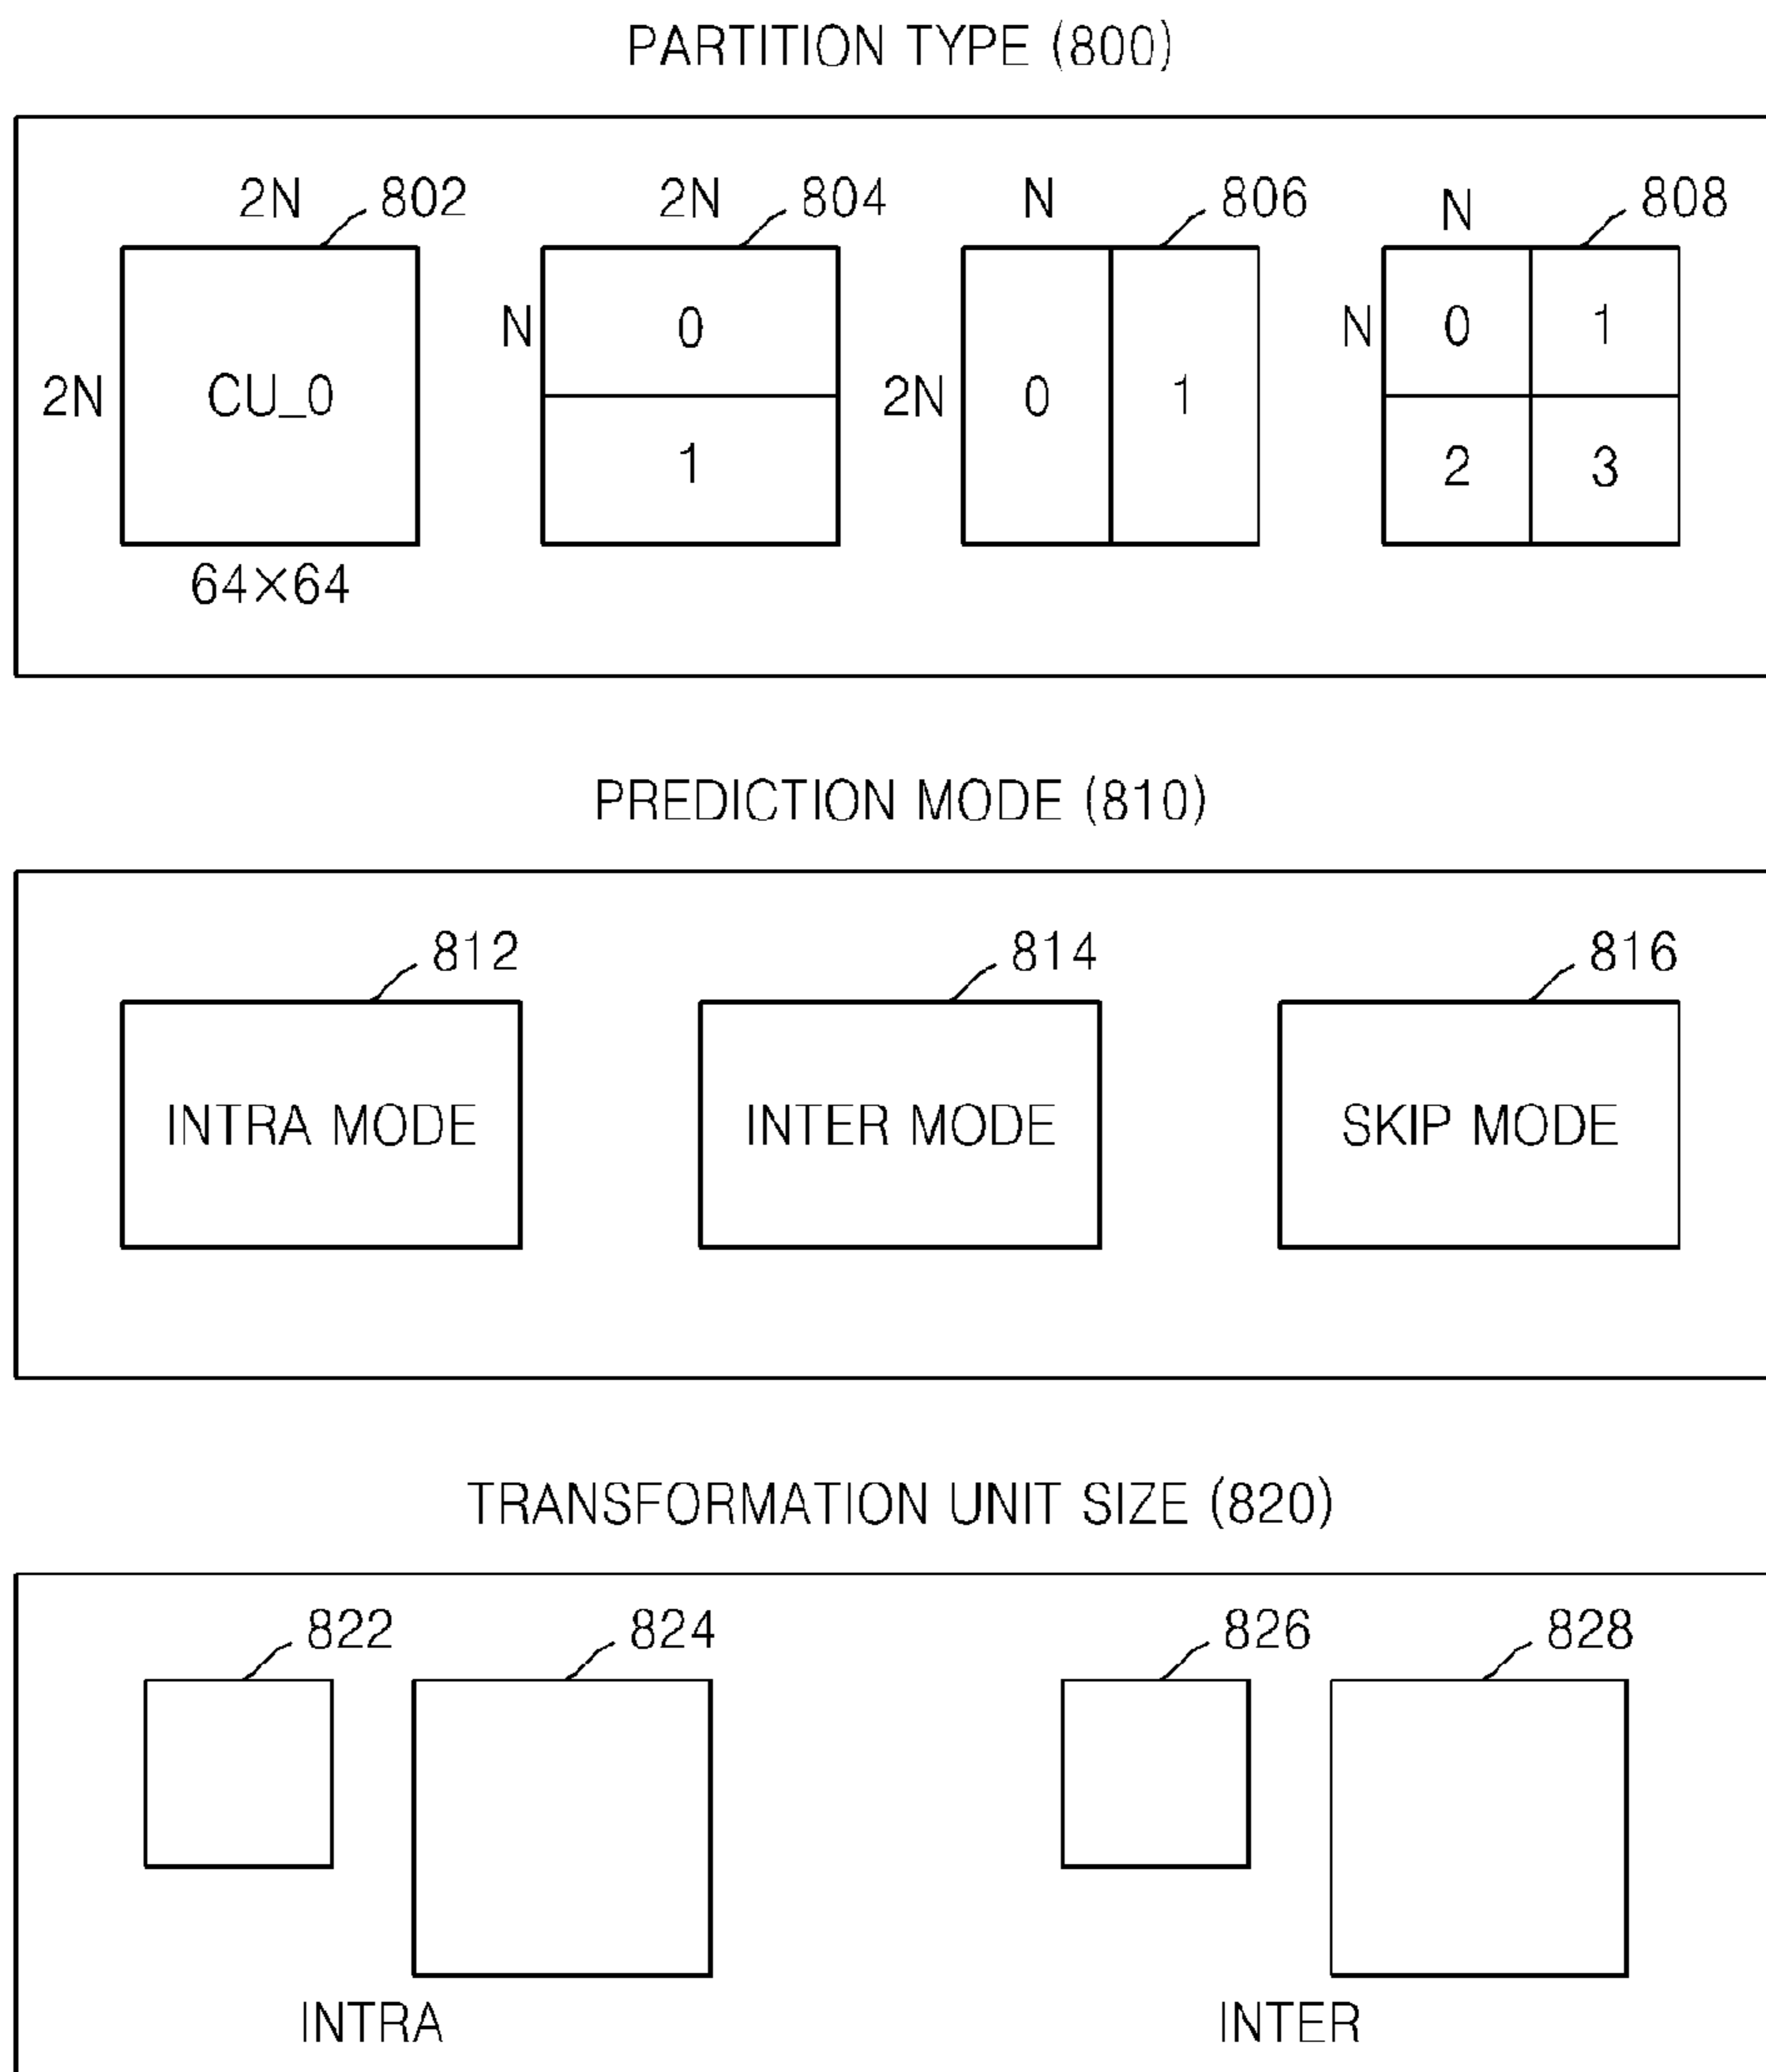 PARTITION TYPE (800)
2N 802 2N 804 N 806 N 808
N 0 N 0 1
2N CU_0 2N 0 1
1 2 3
64×64
PREDICTION MODE (810)
812 814 816
INTRA MODE INTER MODE SKIP MODE
TRANSFORMATION UNIT SIZE (820)
822 824 826 828
INTRA INTER